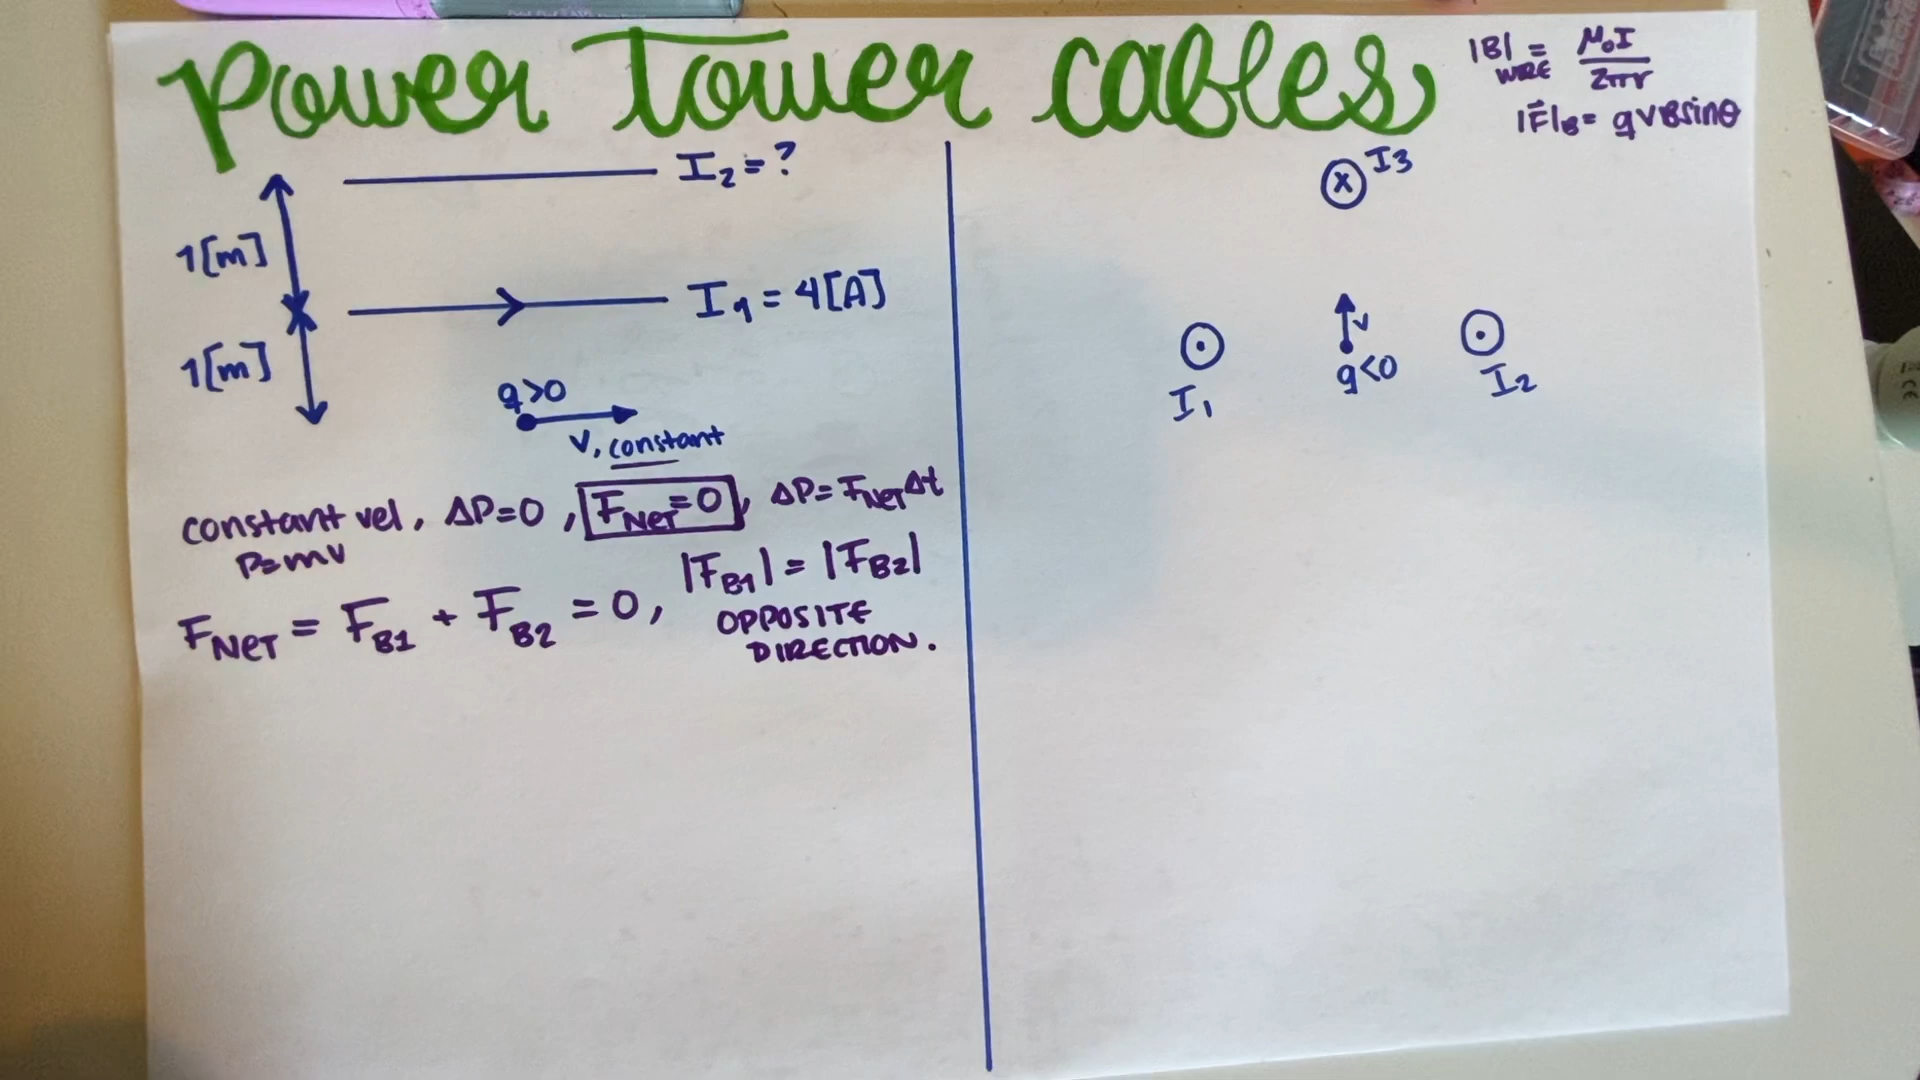 Power Tower cables
|B| WIRE = μ₀I / 2πr
|F⃗|B = qvBsinθ
I₂ = ?
1[m]
I₁ = 4[A]
1[m]
q>0
v, constant
constant vel, ΔP=0, FNet=0, ΔP=FNETΔt
P=mv
FNET = FB1 + FB2 = 0, |FB1| = |FB2|
OPPOSITE
DIRECTION.
x I3
v
q<0
I₁
I₂